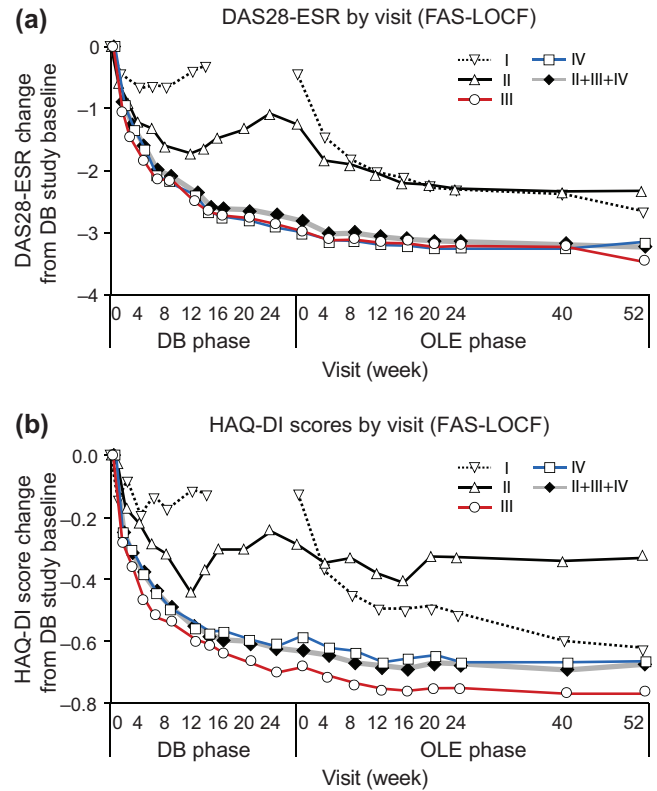 (a) DAS28-ESR by visit (FAS-LOCF)
I
II
III
IV
II+III+IV
DAS28-ESR change
from DB study baseline
0
–1
–2
–3
–4
0 4 8 12 16 20 24 0 4 8 12 16 20 24 40 52
DB phase OLE phase
Visit (week)
(b) HAQ-DI scores by visit (FAS-LOCF)
I
II
III
IV
II+III+IV
HAQ-DI score change
from DB study baseline
0.0
–0.2
–0.4
–0.6
–0.8
0 4 8 12 16 20 24 0 4 8 12 16 20 24 40 52
DB phase OLE phase
Visit (week)